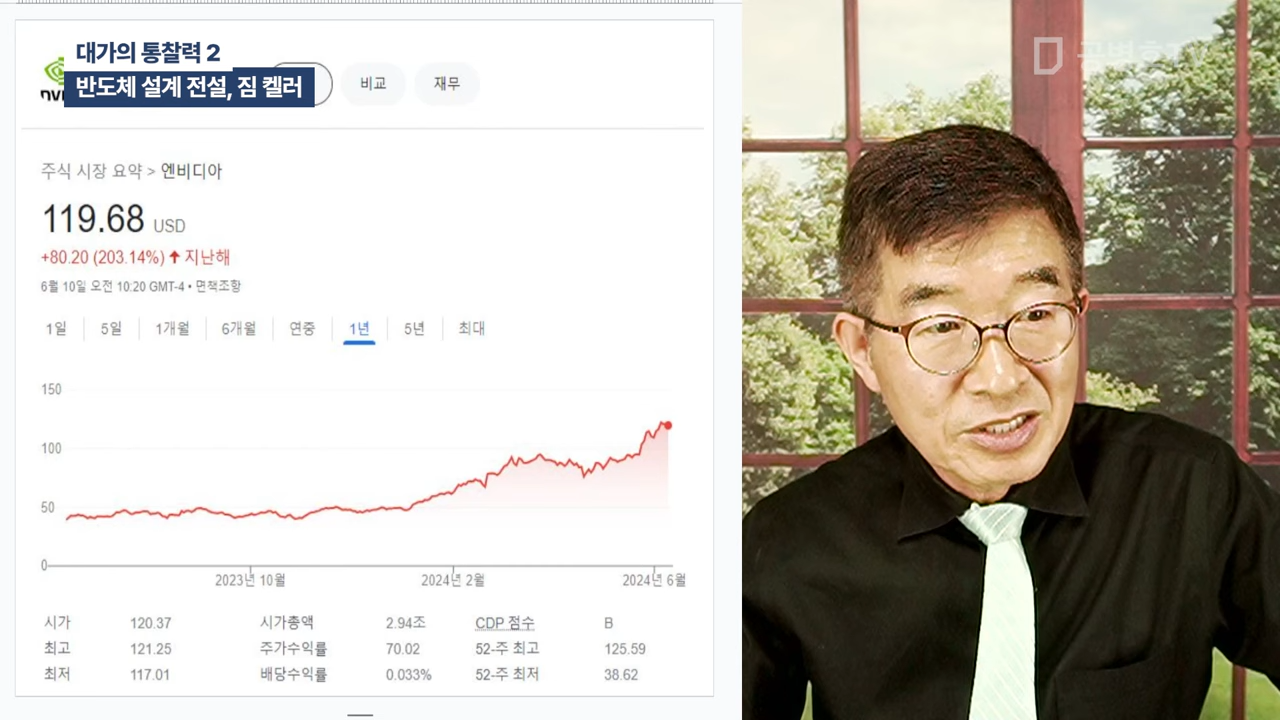 대가의 통찰력 2
반도체 설계 전설, 짐 켈러
비교
재무
주식 시장 요약 > 엔비디아
119.68 USD
+80.20 (203.14%) ↑ 지난해
6월 10일 오전 10:20 GMT-4 • 면책조항
1일 5일 1개월 6개월 연중 1년 5년 최대
150
100
50
0
2023년 10월 2024년 2월 2024년 6월
시가 120.37 시가총액 2.94조 CDP 점수 B
최고 121.25 주가수익률 70.02 52-주 최고 125.59
최저 117.01 배당수익률 0.033% 52-주 최저 38.62